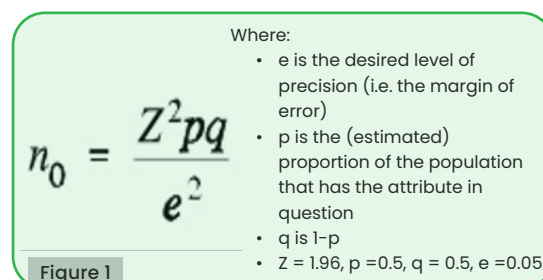 Where:
• e is the desired level of
precision (i.e. the margin of
error)
• p is the (estimated)
proportion of the population
that has the attribute in
question
• q is 1-p
• Z = 1.96, p =0.5, q = 0.5, e =0.05
n₀ = Z²pq / e²
Figure 1